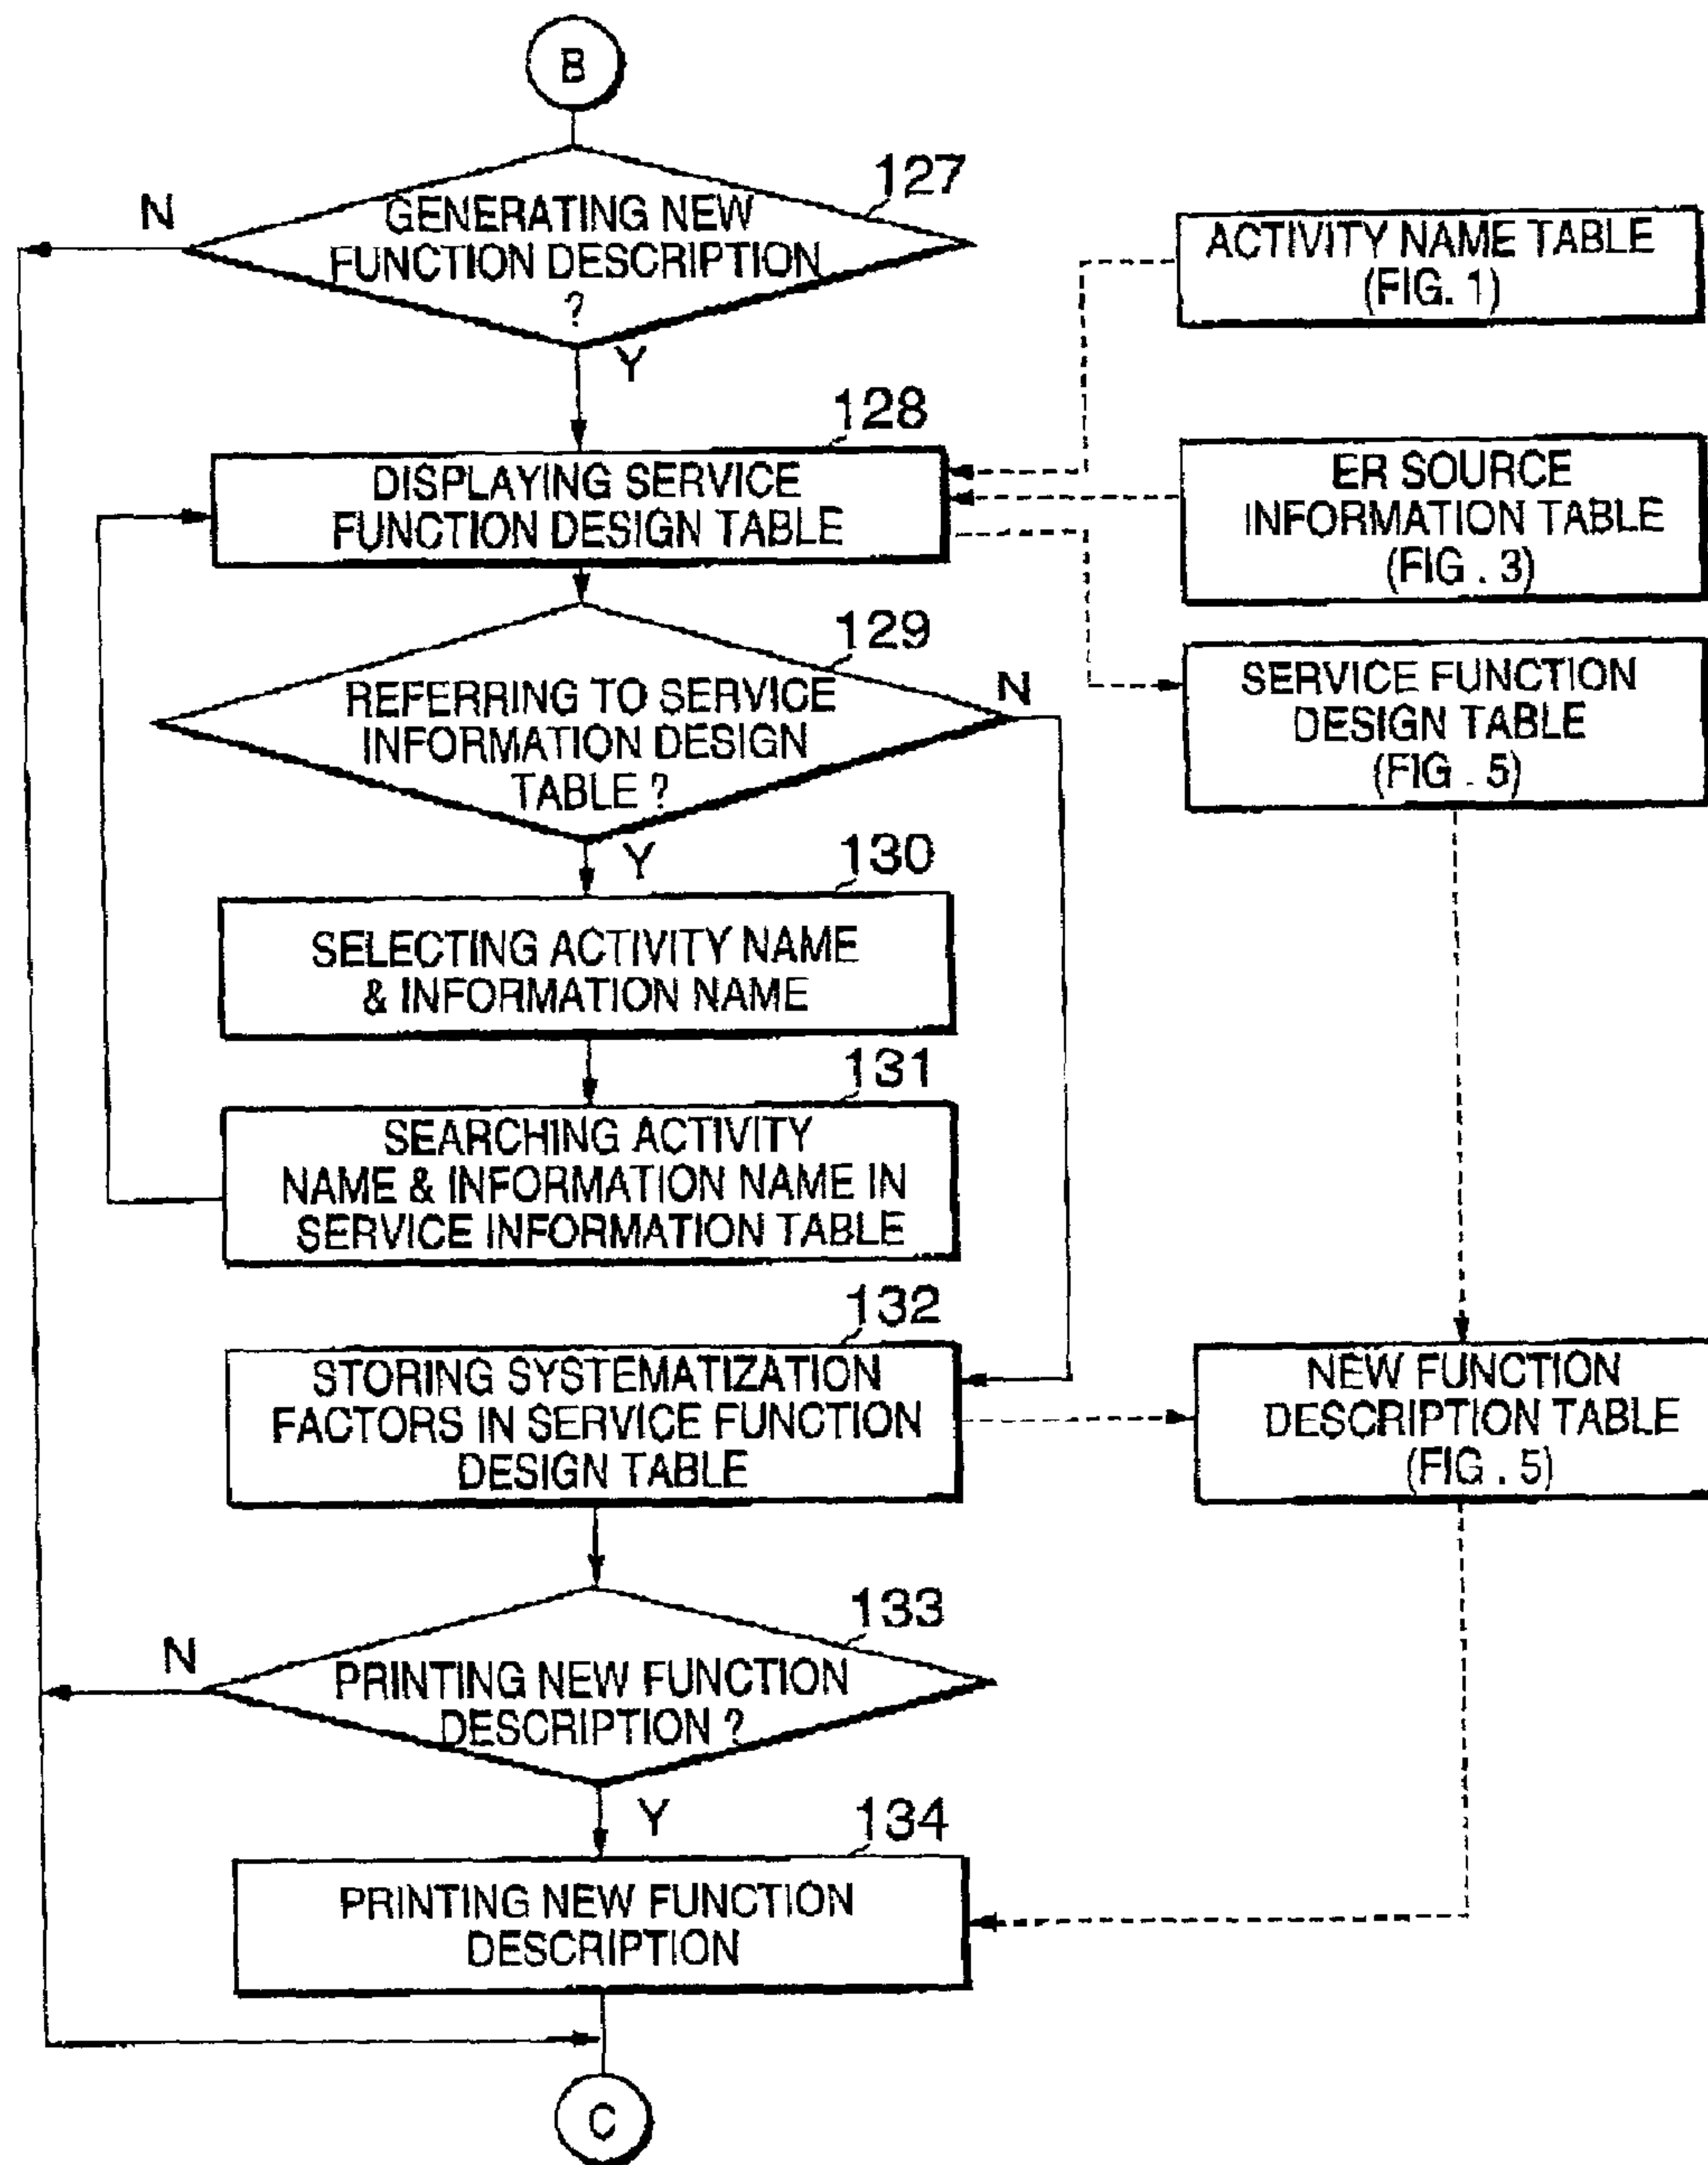 B
127
N
GENERATING NEW
FUNCTION DESCRIPTION
?
Y
ACTIVITY NAME TABLE
(FIG. 1)
128
DISPLAYING SERVICE
FUNCTION DESIGN TABLE
ER SOURCE
INFORMATION TABLE
(FIG . 3)
129
REFERRING TO SERVICE
INFORMATION DESIGN
TABLE ?
N
Y
SERVICE FUNCTION
DESIGN TABLE
(FIG . 5)
130
SELECTING ACTIVITY NAME
& INFORMATION NAME
131
SEARCHING ACTIVITY
NAME & INFORMATION NAME IN
SERVICE INFORMATION TABLE
132
STORING SYSTEMATIZATION
FACTORS IN SERVICE FUNCTION
DESIGN TABLE
NEW FUNCTION
DESCRIPTION TABLE
(FIG . 5)
133
N
PRINTING NEW FUNCTION
DESCRIPTION ?
Y
134
PRINTING NEW FUNCTION
DESCRIPTION
C